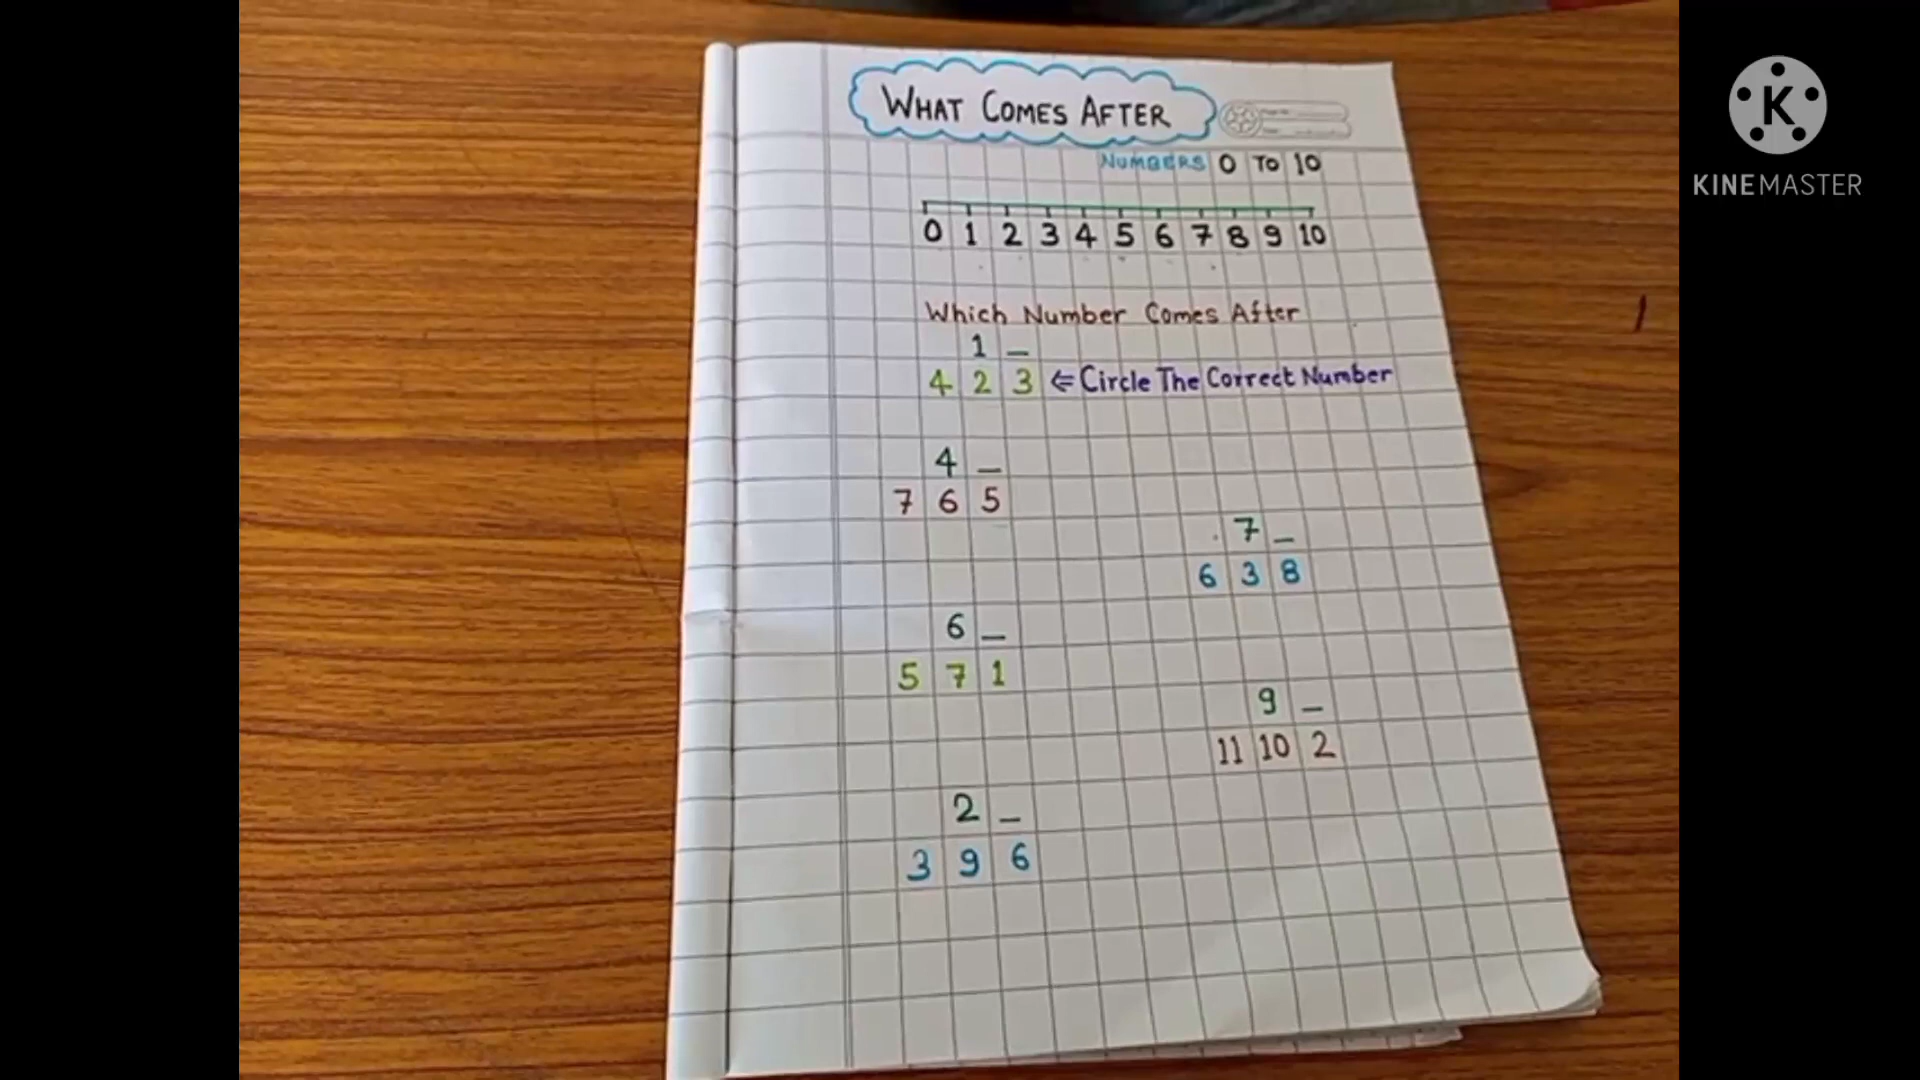 WHAT COMES AFTER
NUMBERS 0 TO 10
0 1 2 3 4 5 6 7 8 9 10
Which Number Comes After
1 _
4 2 3 ⇐ Circle The Correct Number
4 _
7 6 5
7 _
6 3 8
6 _
5 7 1
9 _
11 10 2
2 _
3 9 6
K
KINEMASTER